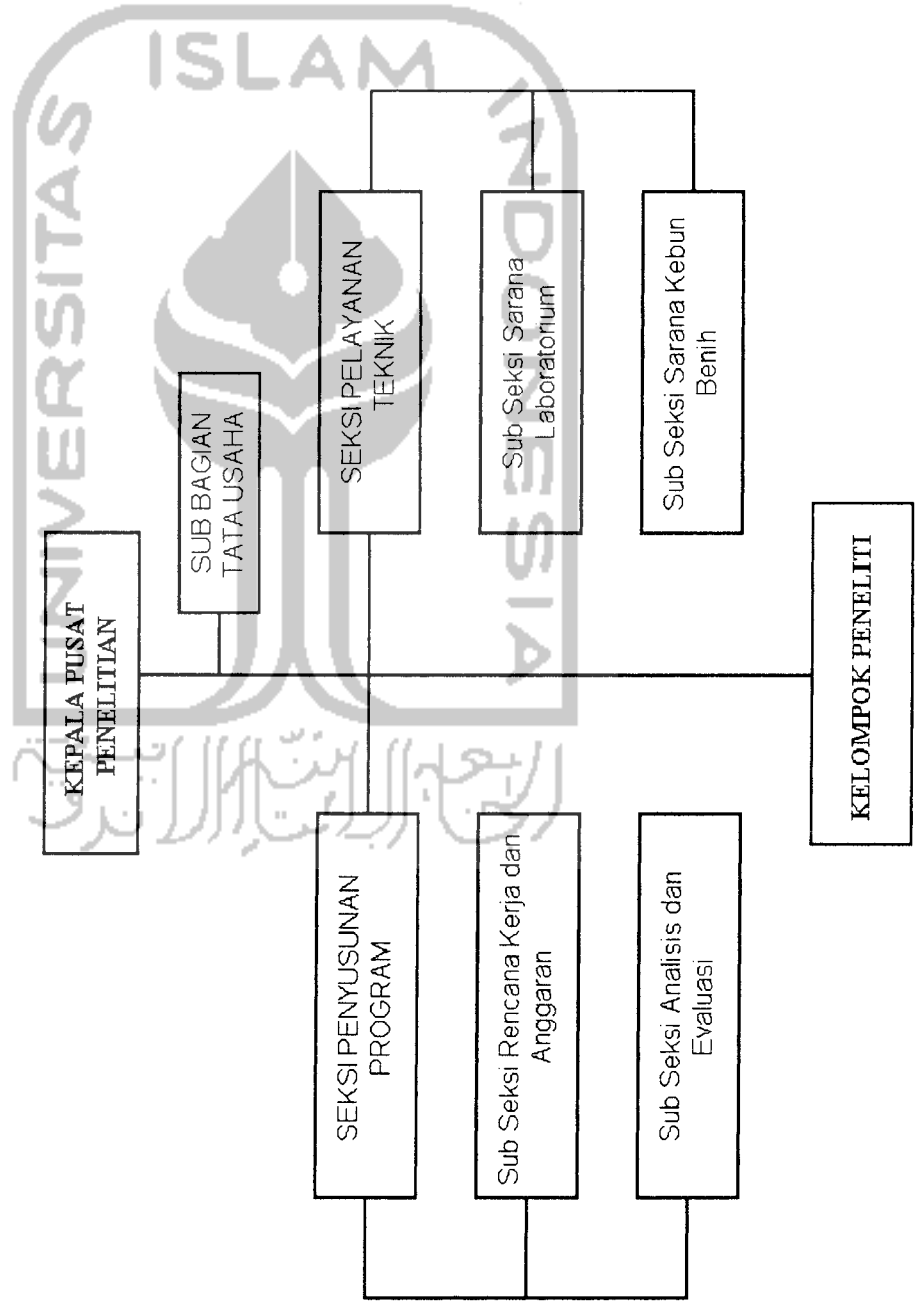 KEPALA PUSAT
PENELITIAN
SUB BAGIAN
TATA USAHA
SEKSI PENYUSUNAN
PROGRAM
Sub Seksi Rencana Kerja dan
Anggaran
Sub Seksi Analisis dan
Evaluasi
SEKSI PELAYANAN
TEKNIK
Sub Seksi Sarana
Laboratorium
Sub Seksi Sarana Kebun
Benih
KELOMPOK PENELITI
UNIVERSITAS
ISLAM
INDONESIA